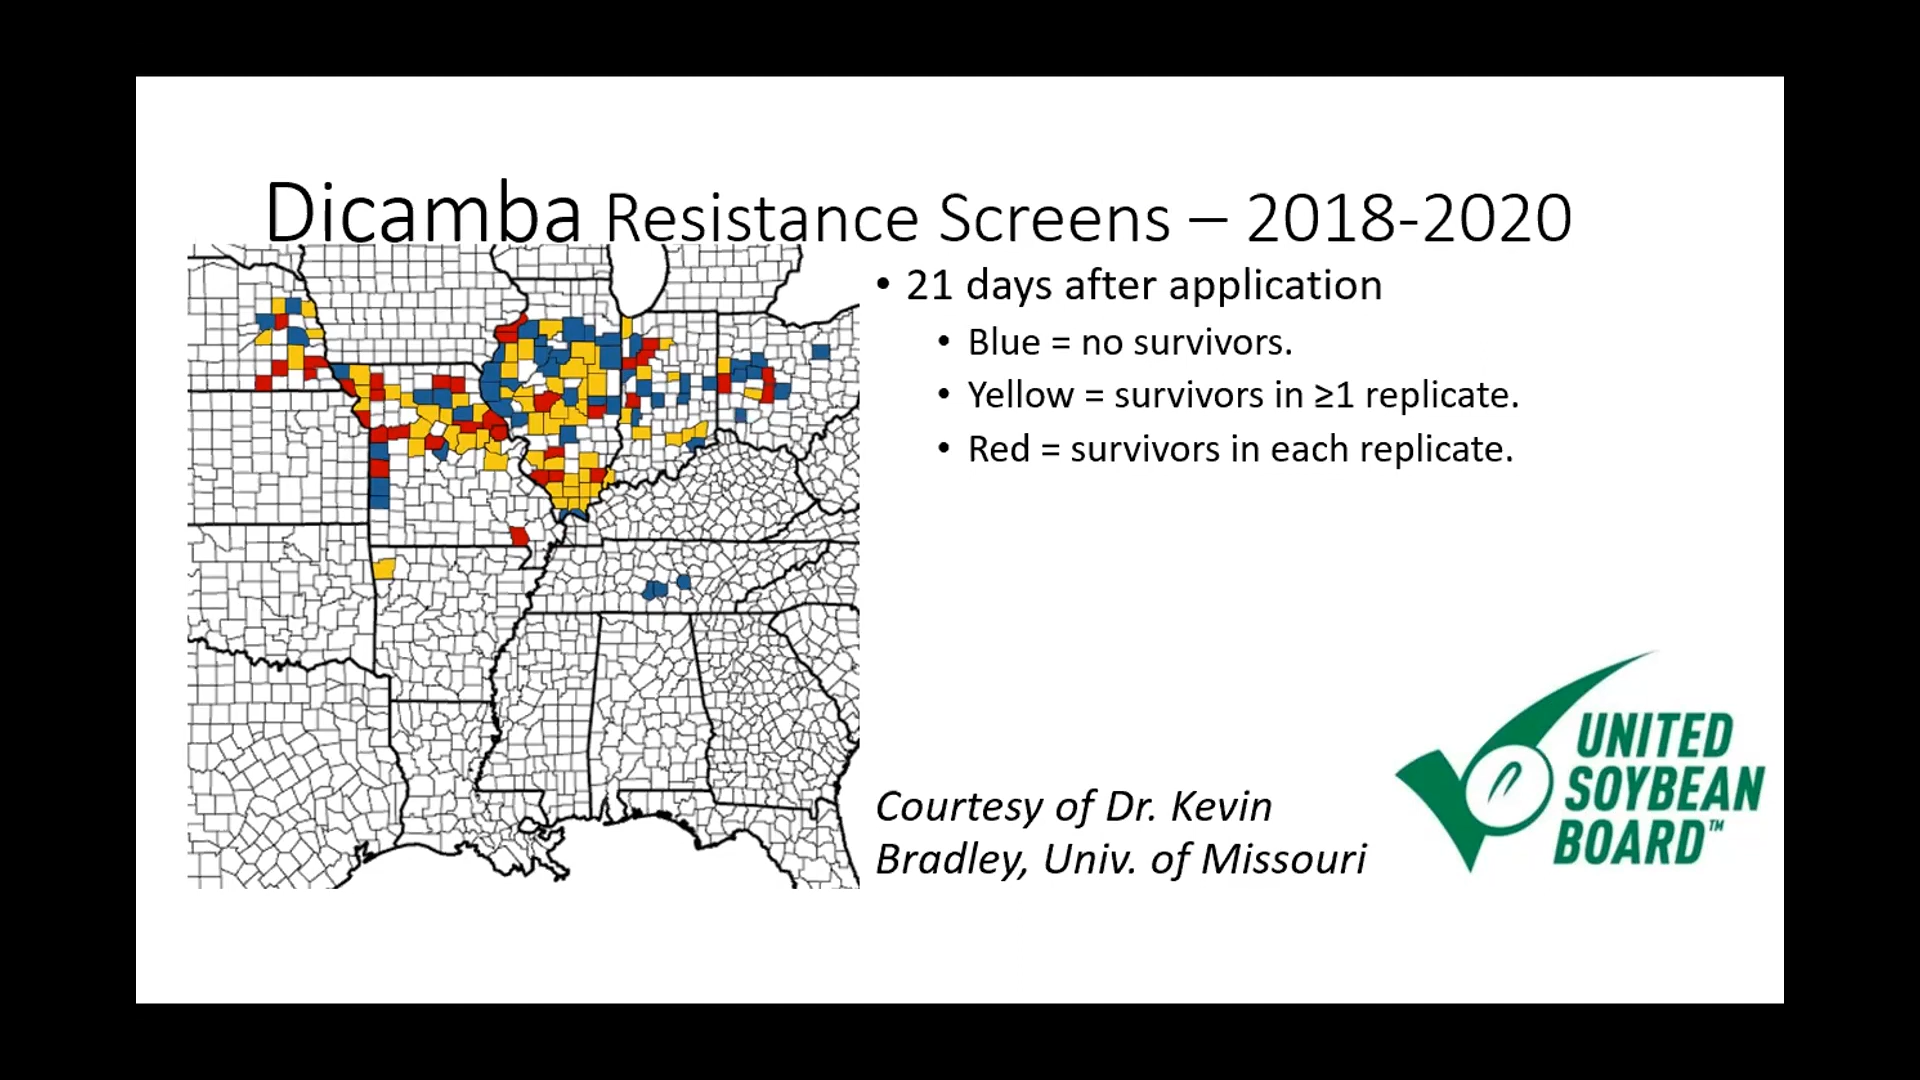 Dicamba Resistance Screens – 2018-2020
• 21 days after application
• Blue = no survivors.
• Yellow = survivors in ≥1 replicate.
• Red = survivors in each replicate.
Courtesy of Dr. Kevin
Bradley, Univ. of Missouri
UNITED
SOYBEAN
BOARD™